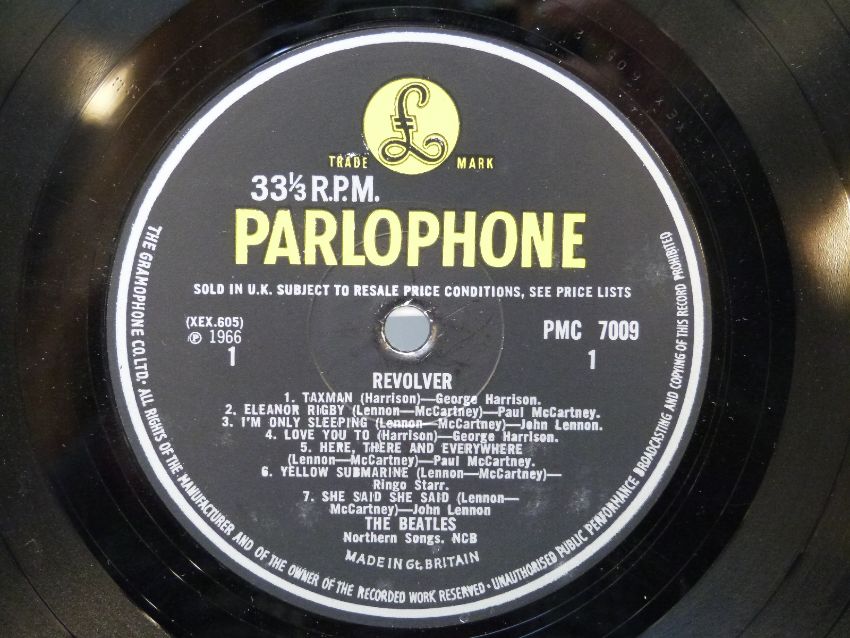 £
TRADE MARK
33⅓ R.P.M.
PARLOPHONE
SOLD IN U.K. SUBJECT TO RESALE PRICE CONDITIONS, SEE PRICE LISTS
(XEX.605)
℗ 1966
1
PMC 7009
1
REVOLVER
1. TAXMAN (Harrison)—George Harrison.
2. ELEANOR RIGBY (Lennon—McCartney)—Paul McCartney.
3. I'M ONLY SLEEPING (Lennon—McCartney)—John Lennon.
4. LOVE YOU TO (Harrison)—George Harrison.
5. HERE, THERE AND EVERYWHERE
(Lennon—McCartney)—Paul McCartney.
6. YELLOW SUBMARINE (Lennon—McCartney)—
Ringo Starr.
7. SHE SAID SHE SAID (Lennon—
McCartney)—John Lennon
THE BEATLES
Northern Songs. NCB
MADE IN Gt. BRITAIN
THE GRAMOPHONE CO. LTD. · ALL RIGHTS OF THE MANUFACTURER AND OF THE OWNER OF THE RECORDED WORK RESERVED · UNAUTHORISED PUBLIC PERFORMANCE BROADCASTING AND COPYING OF THIS RECORD PROHIBITED